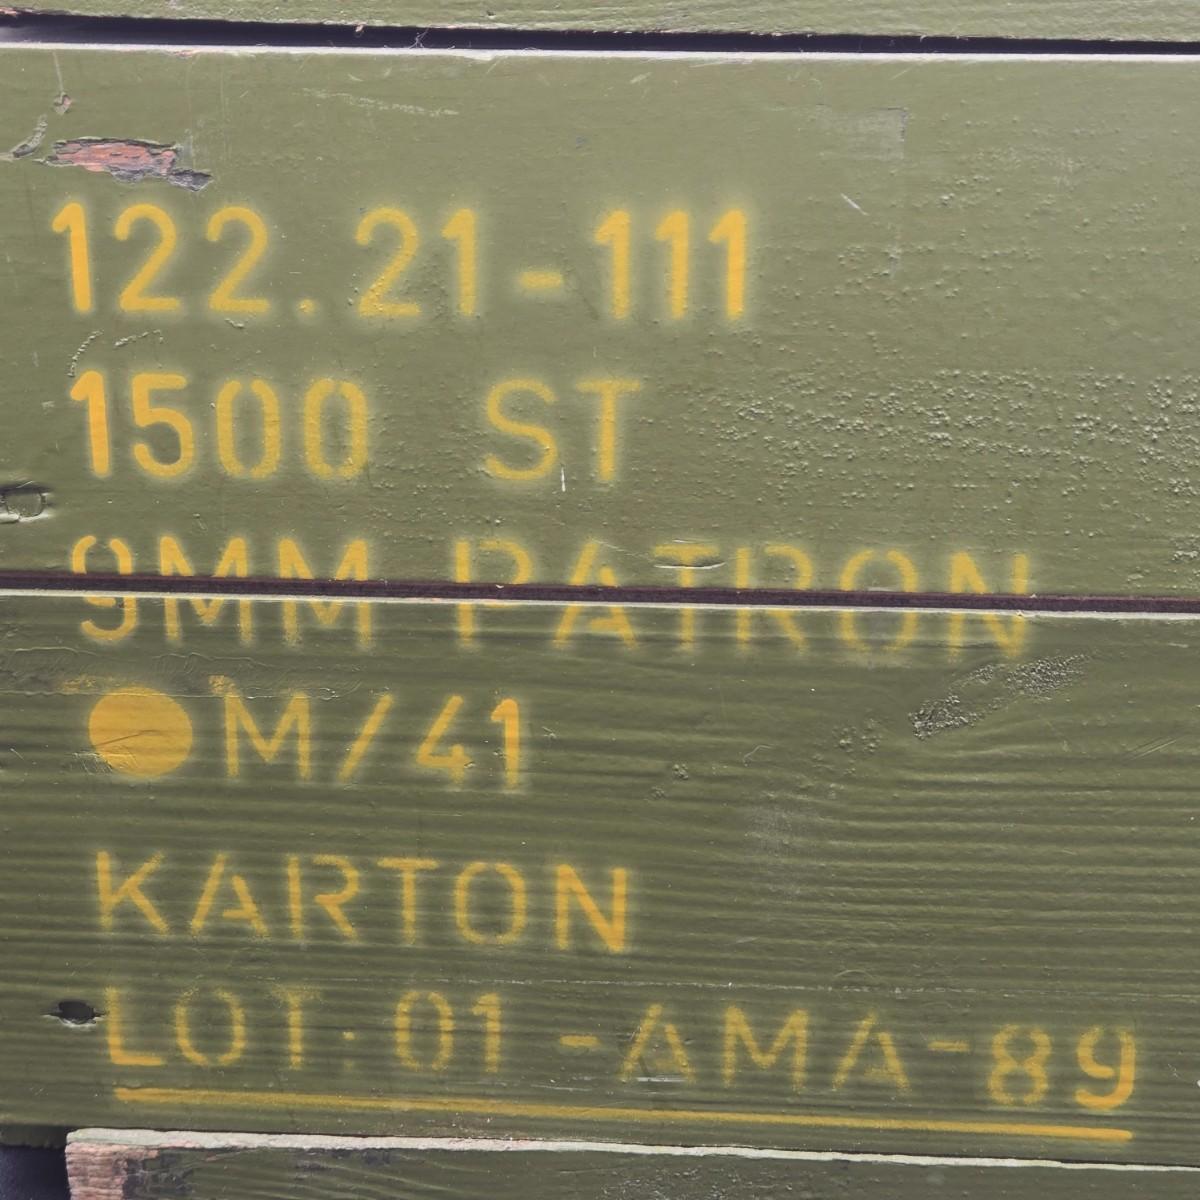 122.21-111
1500 ST
9MM PATRON
M/41
KARTON
LOT: 01-AMA-89